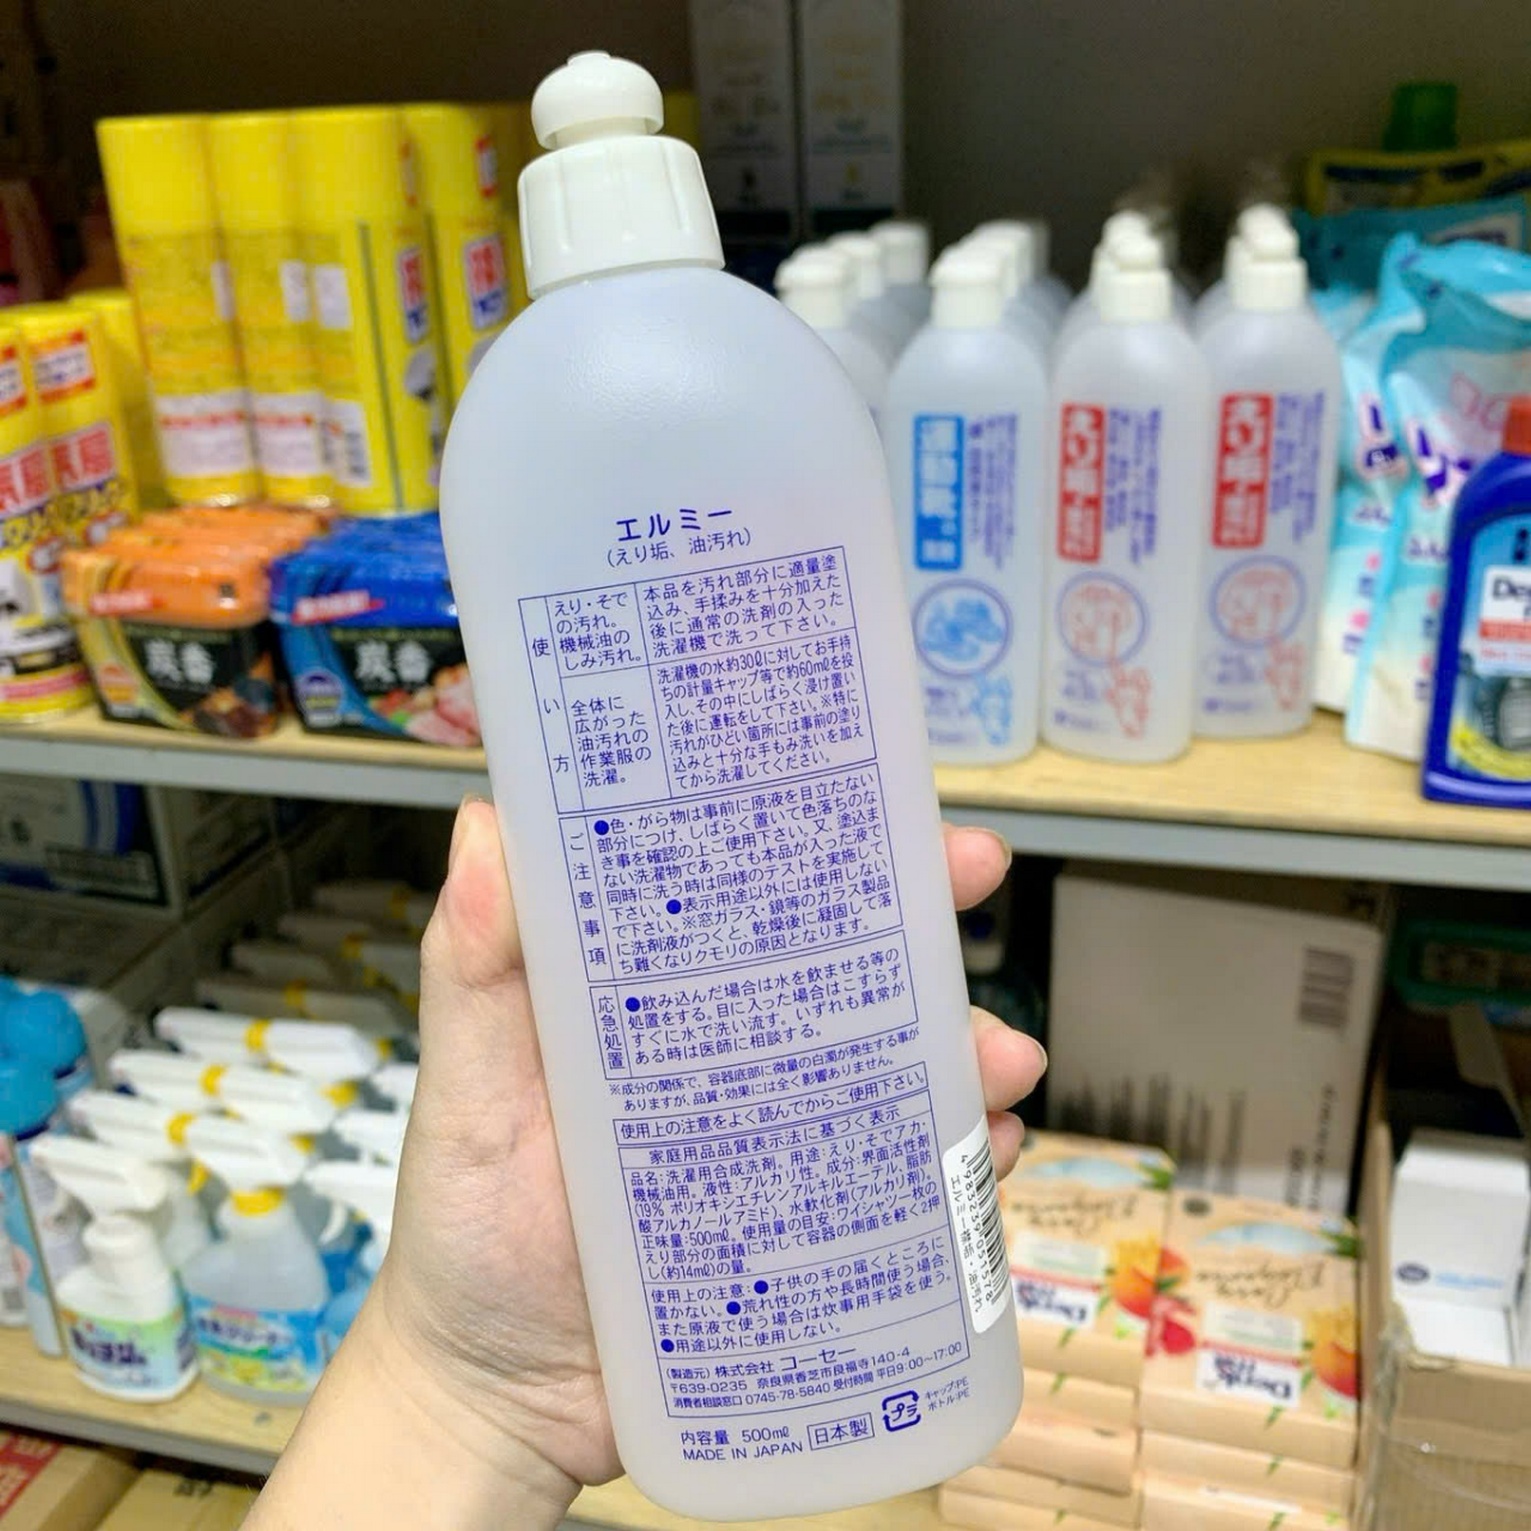 エルミー
(えり垢、油汚れ)
使い方
えり・そで
の汚れ。
機械油の
しみ汚れ。
本品を汚れ部分に適量塗
込み、手揉みを十分加えた
後に通常の洗剤の入った
洗濯機で洗って下さい。
全体に
広がった
油汚れの
作業服の
洗濯。
洗濯機の水約30ℓに対してお手持
ちの計量キャップ等で約60mℓを投
入し、その中にしばらく浸け置い
た後に運転をして下さい。※特に
汚れがひどい箇所には事前の塗り
込みと十分な手もみ洗いを加え
てから洗濯してください。
ご注意事項
●色・がら物は事前に原液を目立たない
部分につけ、しばらく置いて色落ちのな
き事を確認の上ご使用下さい。又、塗込ま
ない洗濯物であっても本品が入った液で
同時に洗う時は同様のテストを実施して
下さい。●表示用途以外には使用しない
で下さい。※窓ガラス・鏡等のガラス製品
に洗剤液がつくと、乾燥後に凝固して落
ち難くなりクモリの原因となります。
応急処置
●飲み込んだ場合は水を飲ませる等の
処置をする。目に入った場合はこすらず
すぐに水で洗い流す。いずれも異常が
ある時は医師に相談する。
※成分の関係で、容器底部に微量の白濁が発生する事が
ありますが、品質・効果には全く影響ありません。
使用上の注意をよく読んでからご使用下さい。
家庭用品品質表示法に基づく表示
品名:洗濯用合成洗剤。用途:えり・そでアカ・
機械油用。液性:アルカリ性。成分:界面活性剤
(19% ポリオキシエチレンアルキルエーテル、脂肪
酸アルカノールアミド)、水軟化剤(アルカリ剤)。
正味量:500mℓ。使用量の目安:ワイシャツ一枚の
えり部分の面積に対して容器の側面を軽く2押
し(約14mℓ)の量。
使用上の注意:●子供の手の届くところに
置かない。●荒れ性の方や長時間使う場合、
また原液で使う場合は炊事用手袋を使う。
●用途以外に使用しない。
(製造元) 株式会社 コーセー
〒639-0235 奈良県香芝市良福寺140-4
消費者相談窓口 0745-78-5840 受付時間 平日9:00〜17:00
内容量 500mℓ
MADE IN JAPAN
日本製
プラ
キャップ:PE
ボトル:PE
4983239051578
炭番
炭番